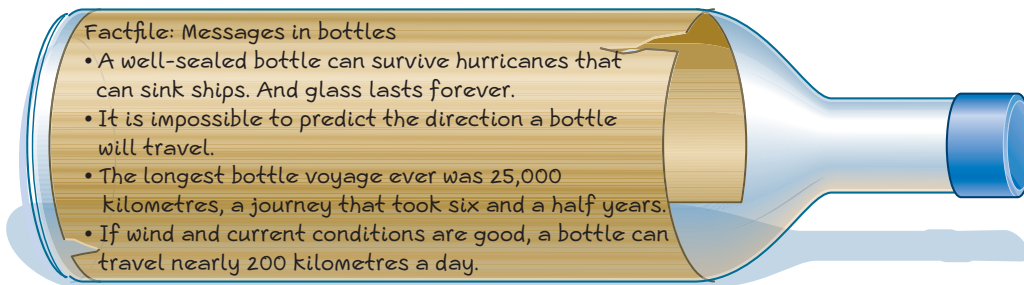 Factfile: Messages in bottles
• A well-sealed bottle can survive hurricanes that
can sink ships. And glass lasts forever.
• It is impossible to predict the direction a bottle
will travel.
• The longest bottle voyage ever was 25,000
kilometres, a journey that took six and a half years.
• If wind and current conditions are good, a bottle can
travel nearly 200 kilometres a day.